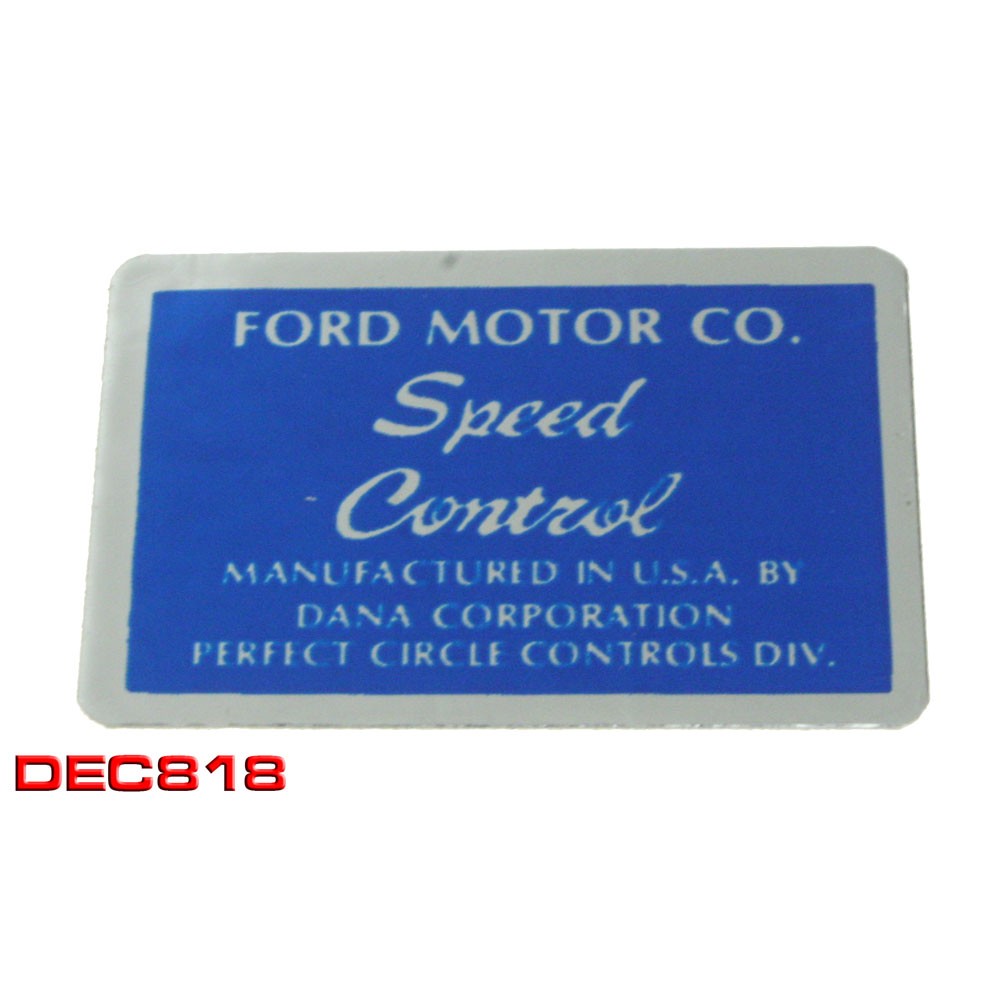 FORD MOTOR CO.
Speed
Control
MANUFACTURED IN U.S.A. BY
DANA CORPORATION
PERFECT CIRCLE CONTROLS DIV.
DEC818